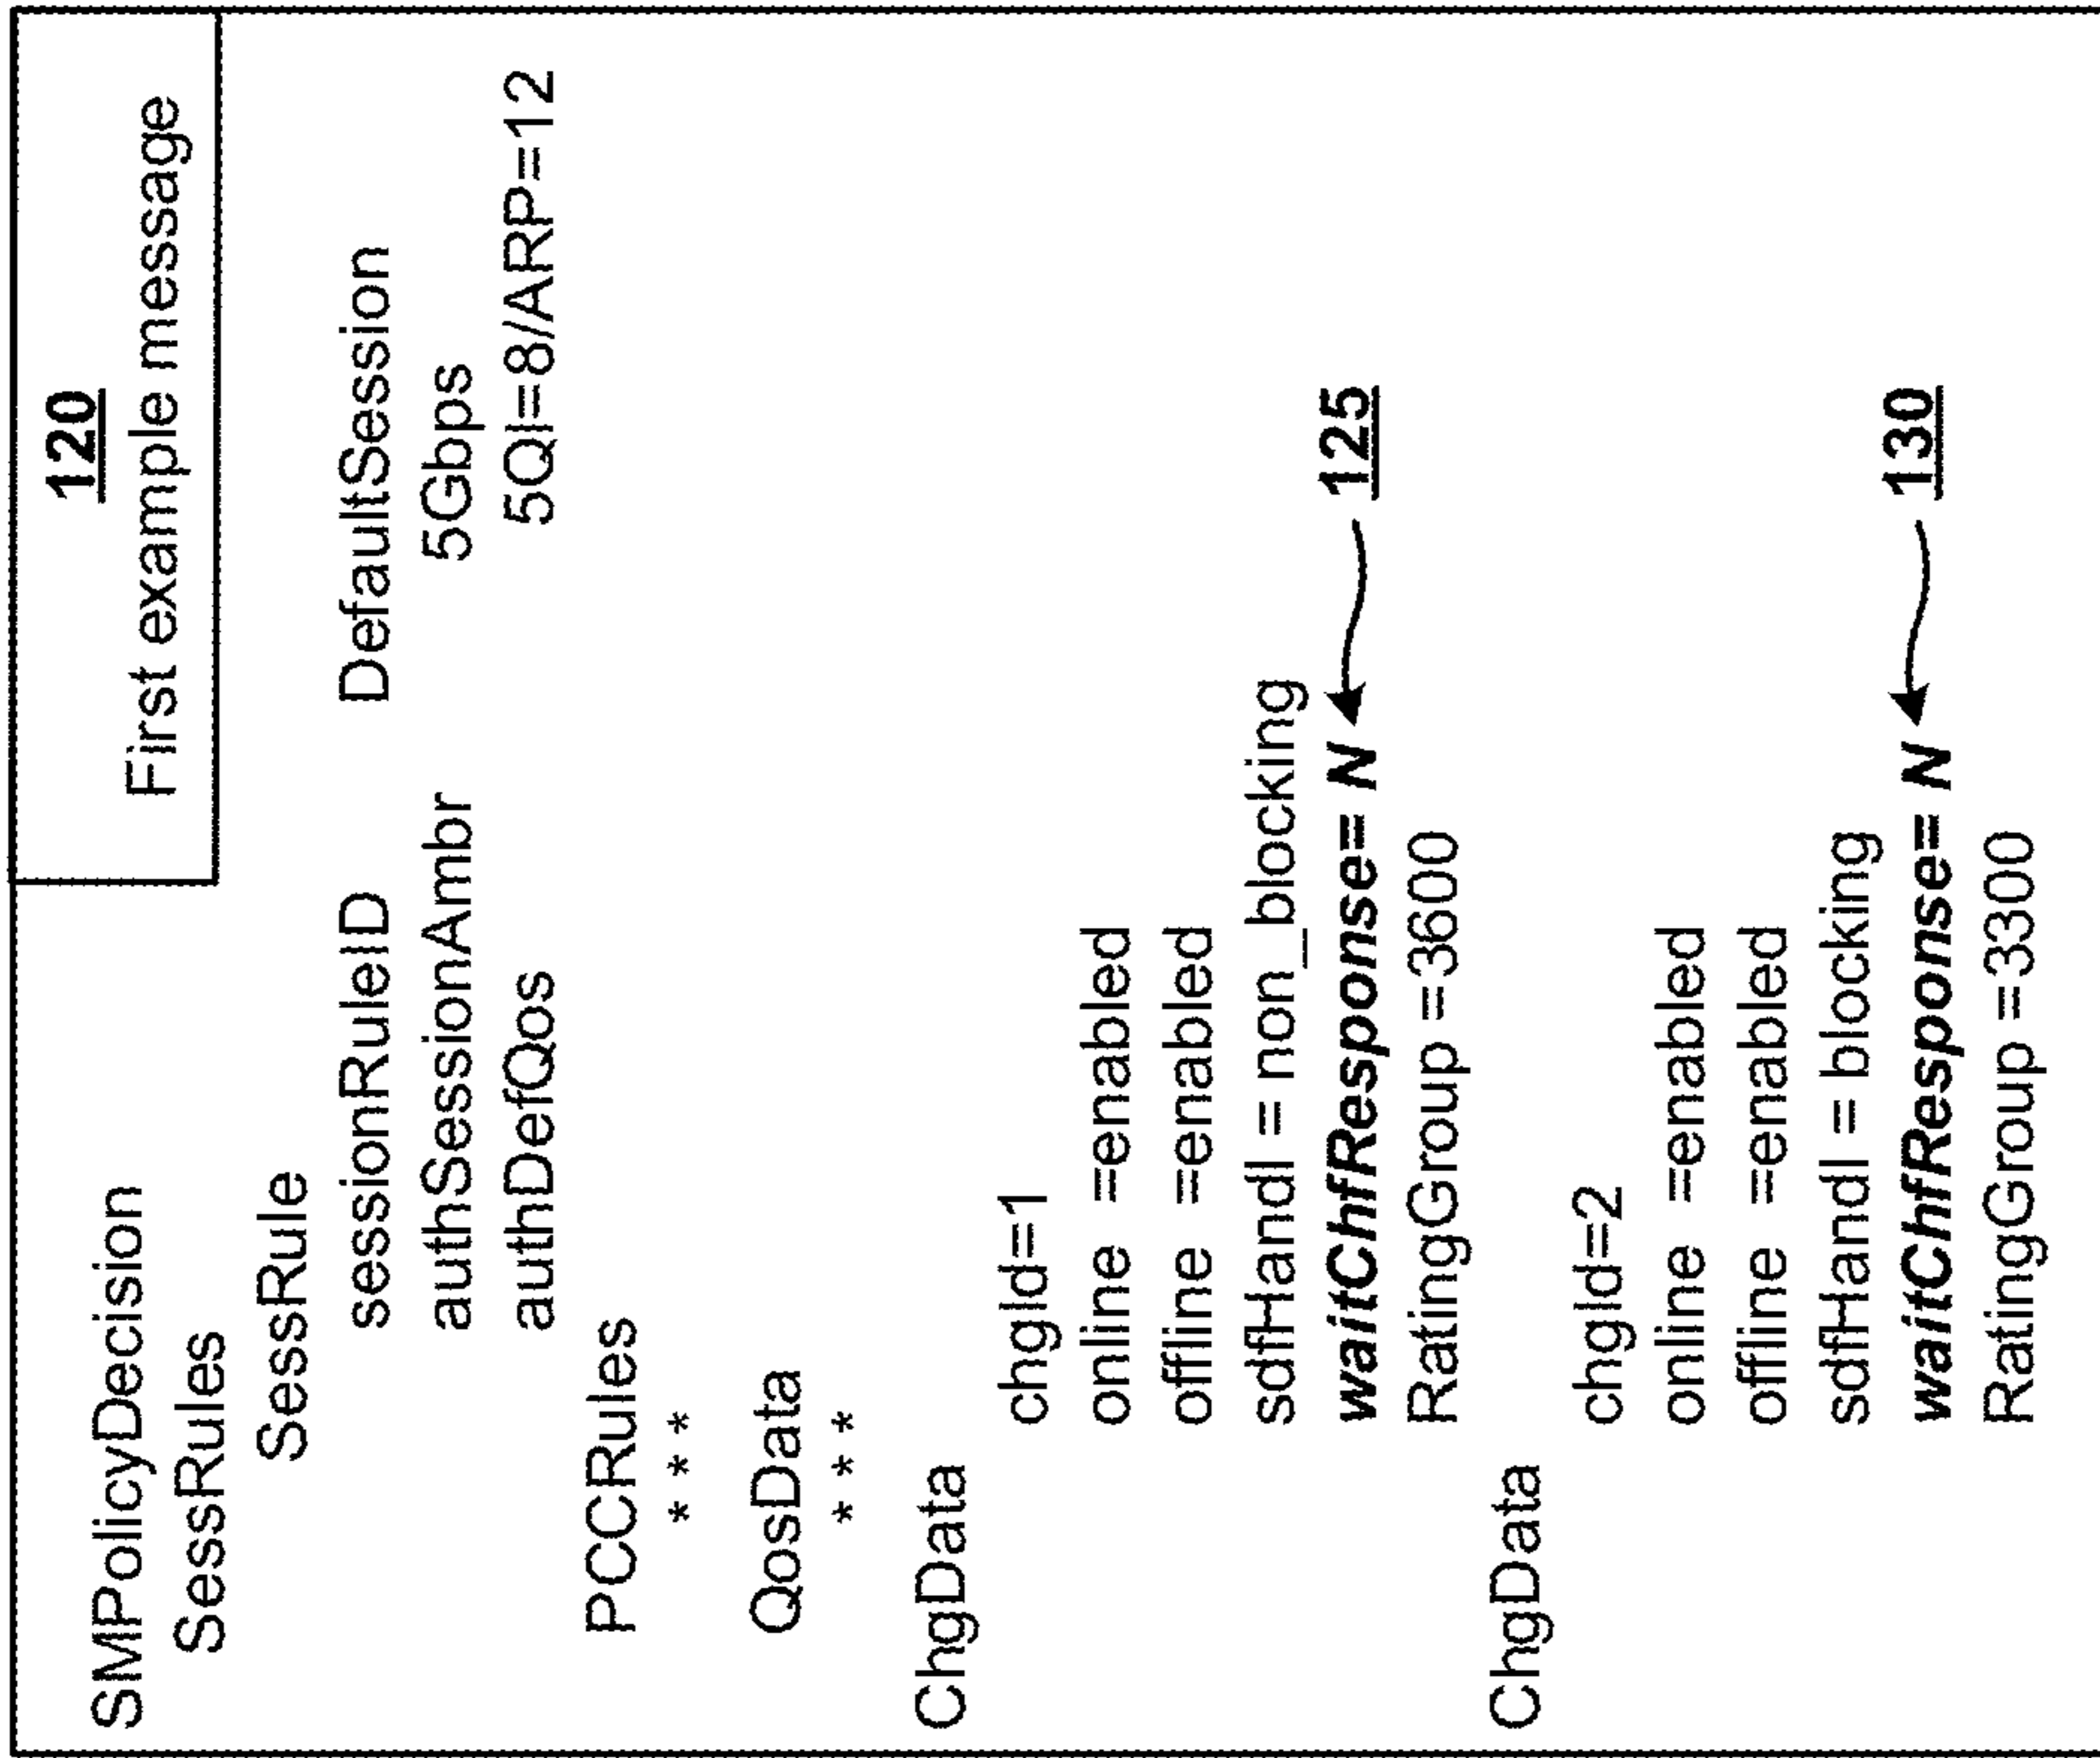 120
First example message
SMPolicyDecision
SessRules
SessRule
sessionRuleID DefaultSession
authSessionAmbr 5Gbps
authDefQos 5QI=8/ARP=12
PCCRules
* * *
QosData
* * *
ChgData
chgId=1
online =enabled
offline =enabled
sdfHandl = non_blocking
waitChfResponse= N 125
RatingGroup =3600
ChgData
chgId=2
online =enabled
offline =enabled
sdfHandl = blocking
waitChfResponse= N 130
RatingGroup =3300